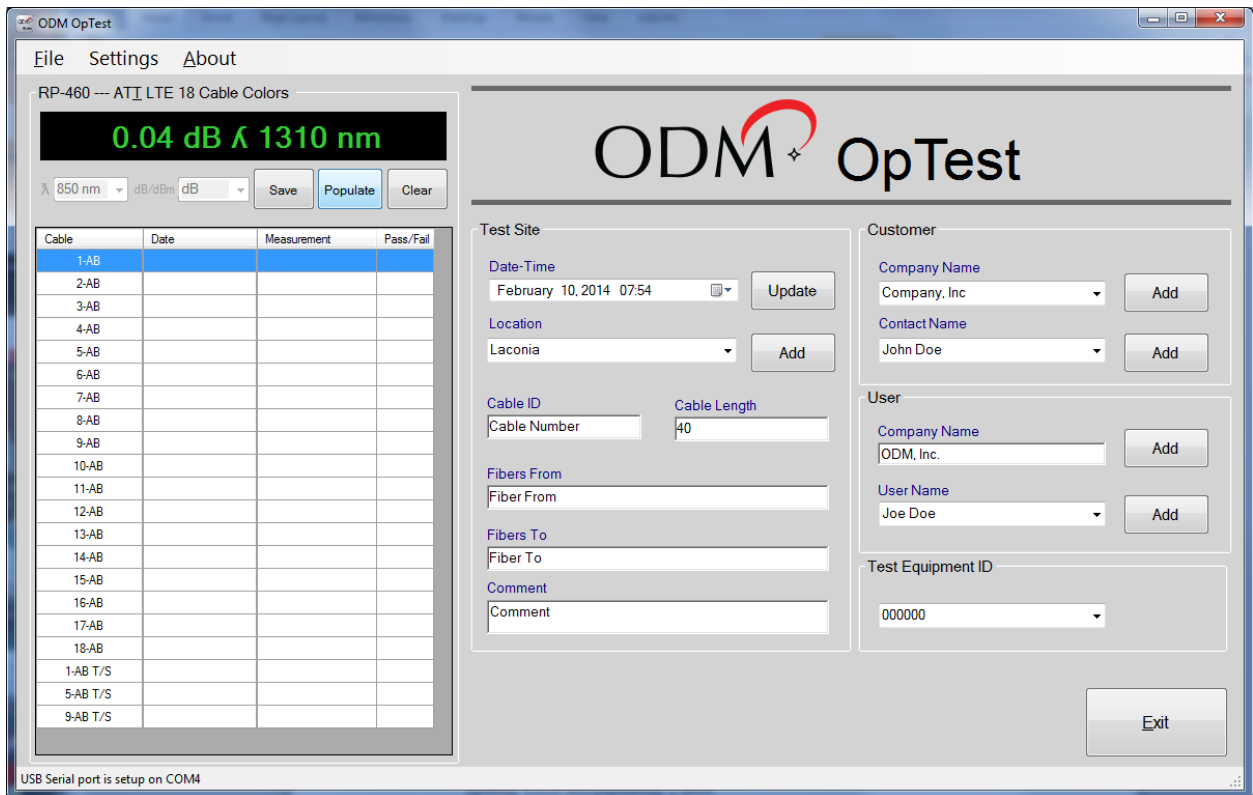 ODM OpTest
File Settings About
RP-460 --- ATT LTE 18 Cable Colors
0.04 dB ʎ 1310 nm
λ 850 nm dB/dBm dB Save Populate Clear
Cable Date Measurement Pass/Fail
1-AB
2-AB
3-AB
4-AB
5-AB
6-AB
7-AB
8-AB
9-AB
10-AB
11-AB
12-AB
13-AB
14-AB
15-AB
16-AB
17-AB
18-AB
1-AB T/S
5-AB T/S
9-AB T/S
ODM OpTest
Test Site
Date-Time
February 10, 2014 07:54 Update
Location
Laconia Add
Cable ID Cable Length
Cable Number 40
Fibers From
Fiber From
Fibers To
Fiber To
Comment
Comment
Customer
Company Name
Company, Inc Add
Contact Name
John Doe Add
User
Company Name
ODM, Inc. Add
User Name
Joe Doe Add
Test Equipment ID
000000
Exit
USB Serial port is setup on COM4